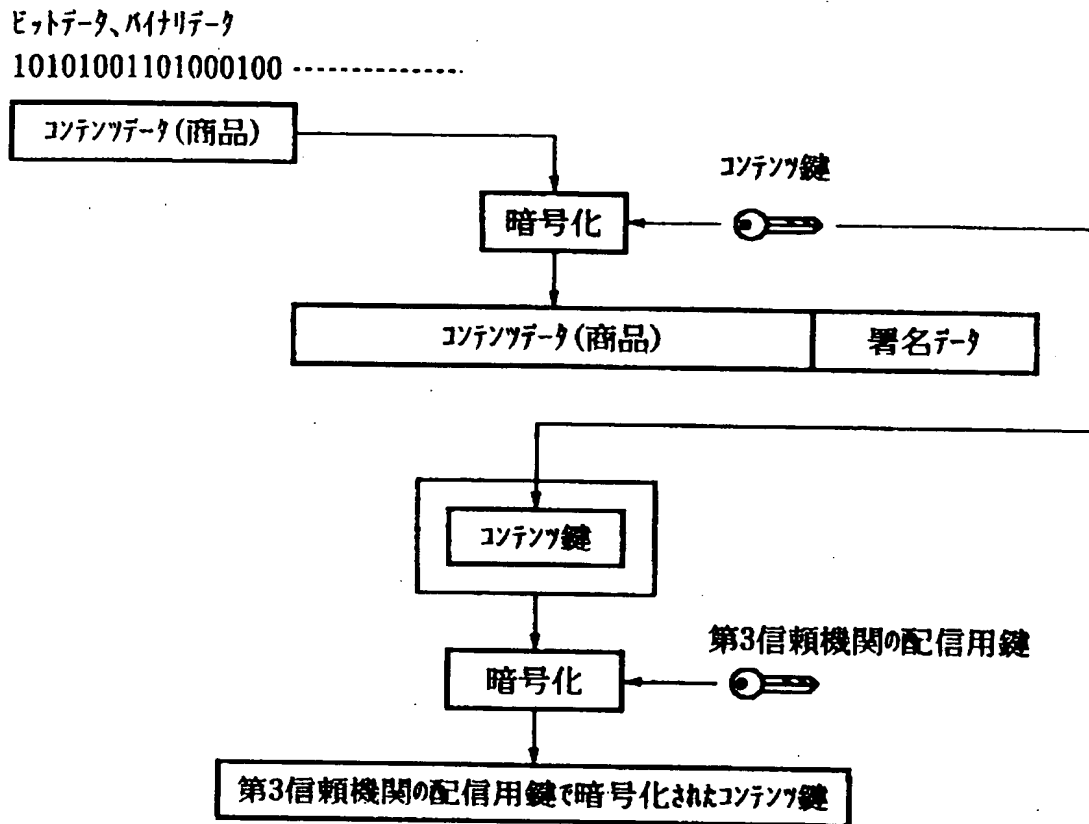 ビットデータ、バイナリデータ
10101001101000100 ---------------
コンテンツデータ(商品)
コンテンツ鍵
暗号化
コンテンツデータ(商品)
署名データ
コンテンツ鍵
第3信頼機関の配信用鍵
暗号化
第3信頼機関の配信用鍵で暗号化されたコンテンツ鍵